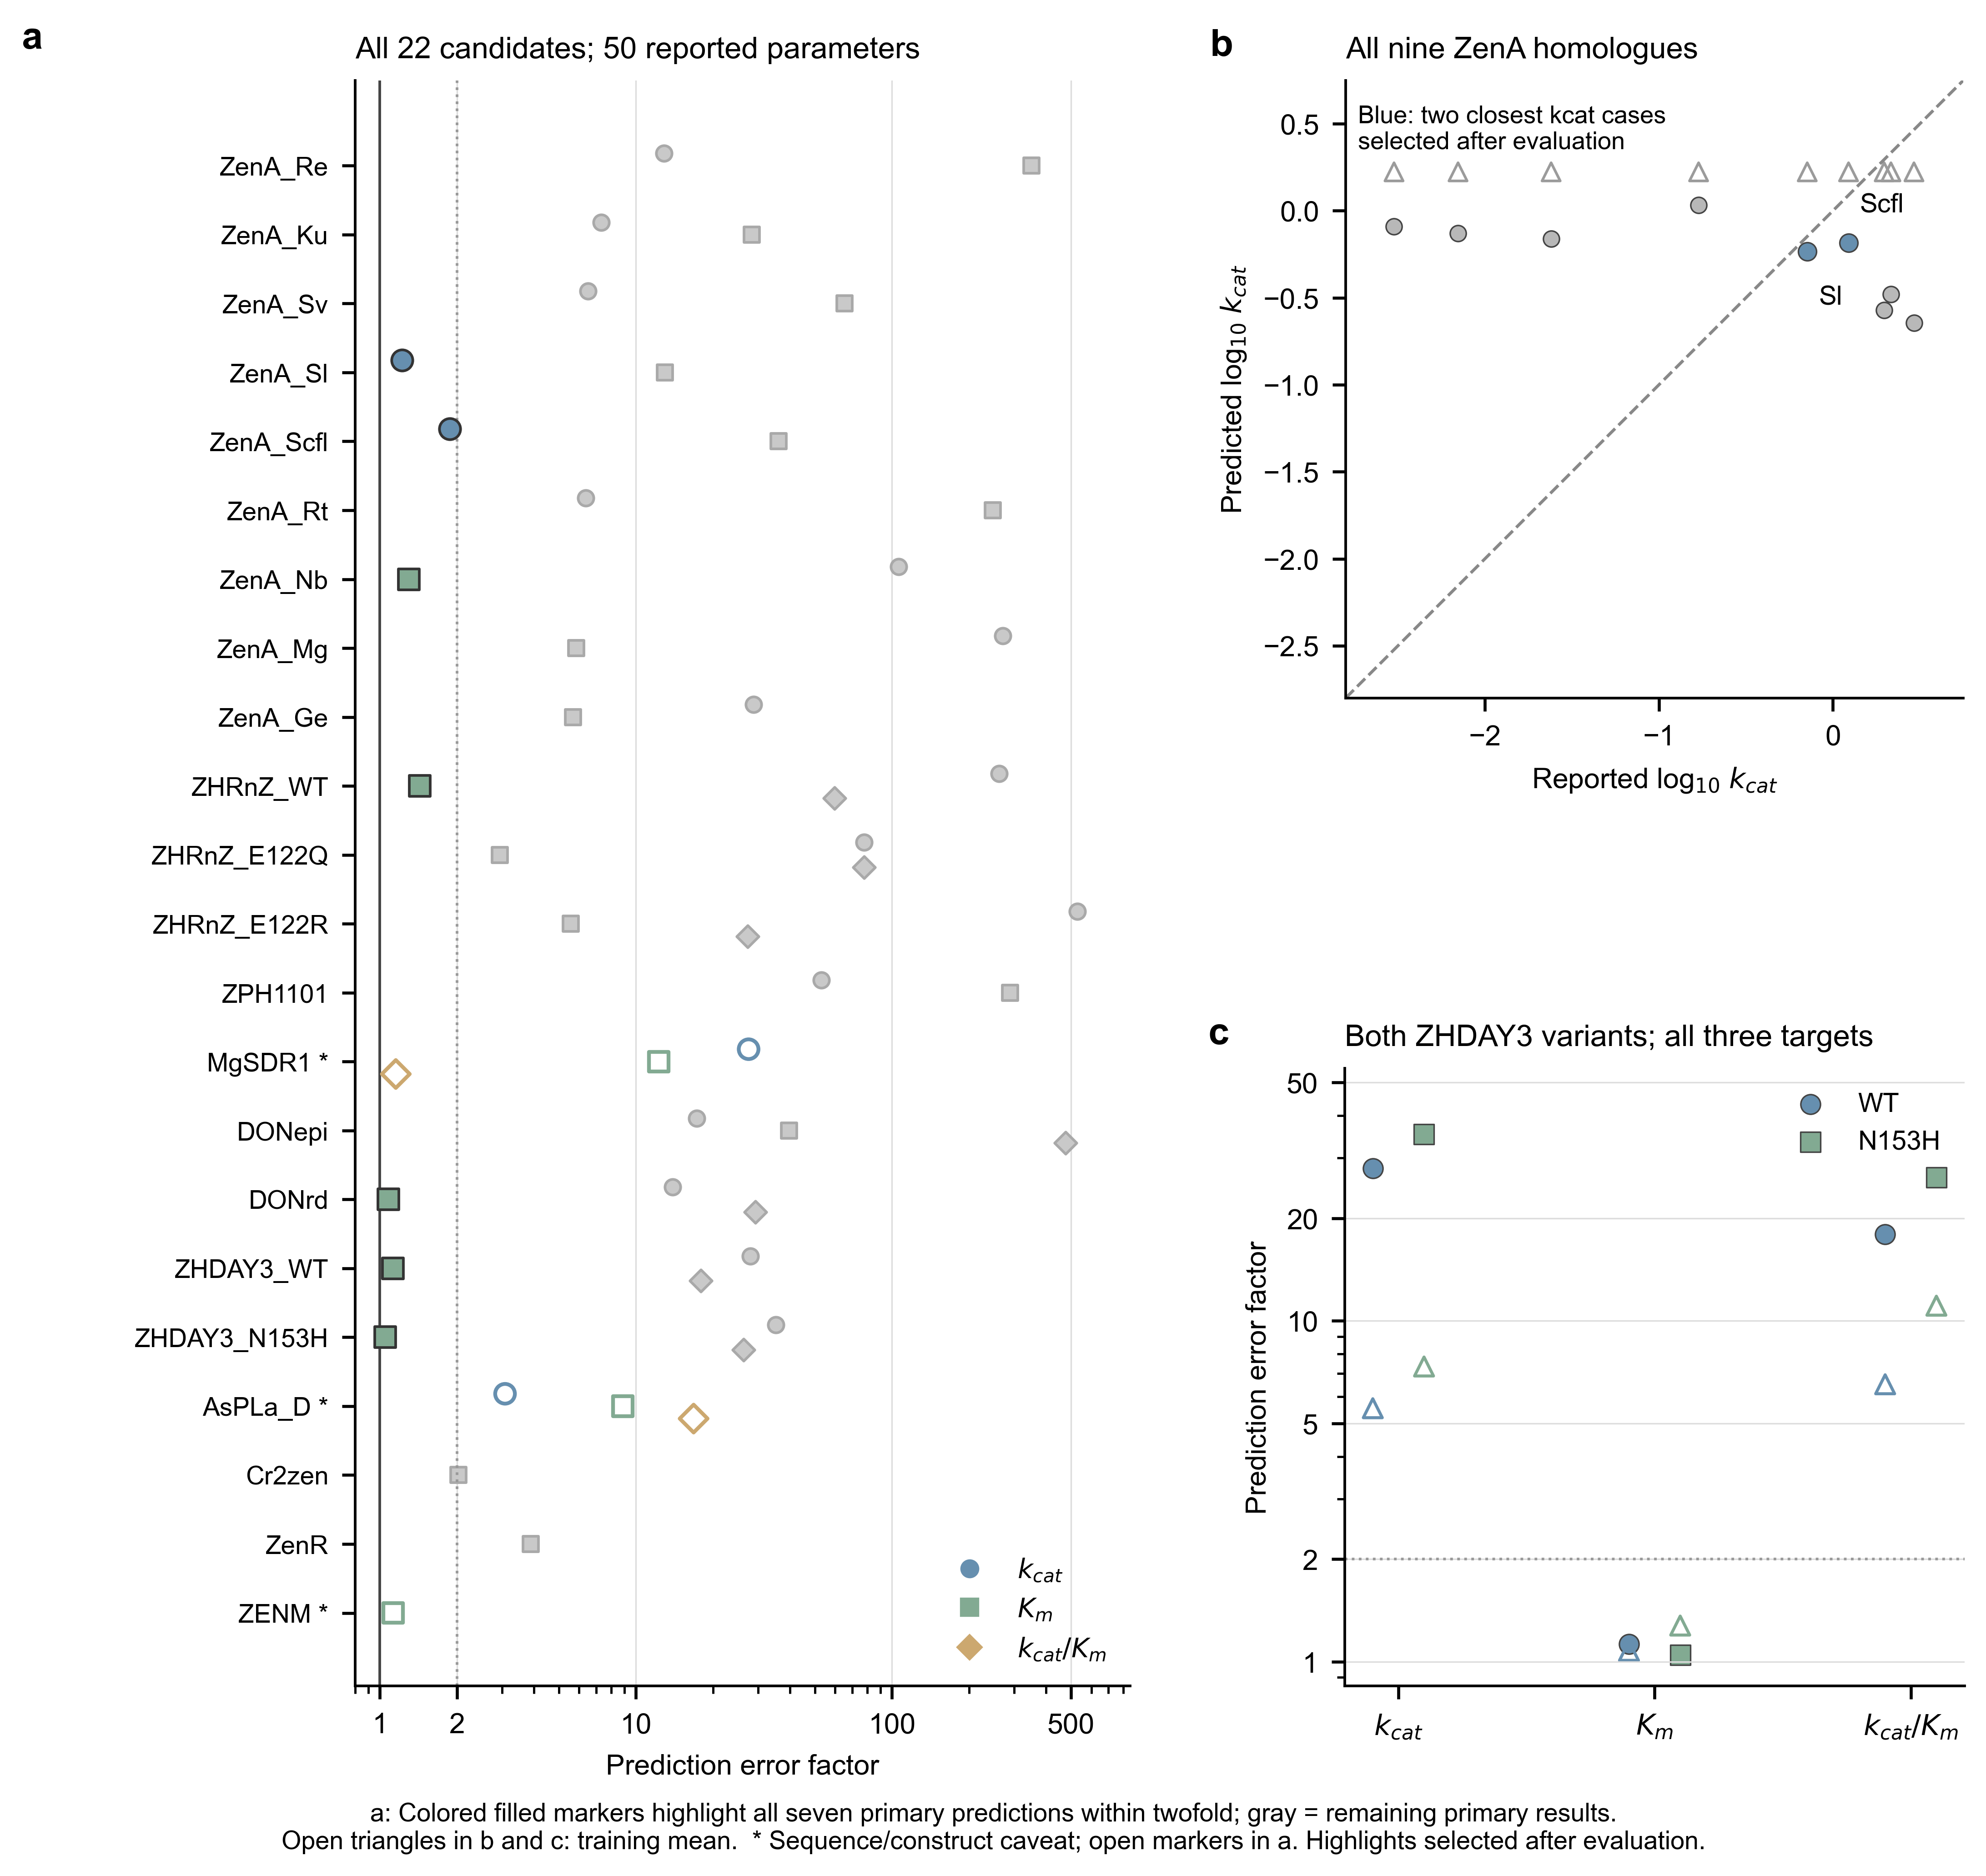 a
All 22 candidates; 50 reported parameters
ZenA_Re
ZenA_Ku
ZenA_Sv
ZenA_Sl
ZenA_Scfl
ZenA_Rt
ZenA_Nb
ZenA_Mg
ZenA_Ge
ZHRnZ_WT
ZHRnZ_E122Q
ZHRnZ_E122R
ZPH1101
MgSDR1 *
DONepi
DONrd
ZHDAY3_WT
ZHDAY3_N153H
AsPLa_D *
Cr2zen
ZenR
ZENM *
kcat
Km
kcat/Km
1 2 10 100 500
Prediction error factor
b
All nine ZenA homologues
Blue: two closest kcat cases
selected after evaluation
Scfl
Sl
0.5
0.0
−0.5
−1.0
−1.5
−2.0
−2.5
Predicted log10 kcat
−2 −1 0
Reported log10 kcat
c
Both ZHDAY3 variants; all three targets
WT
N153H
50
20
10
5
2
1
Prediction error factor
kcat Km kcat/Km
a: Colored filled markers highlight all seven primary predictions within twofold; gray = remaining primary results.
Open triangles in b and c: training mean. * Sequence/construct caveat; open markers in a. Highlights selected after evaluation.